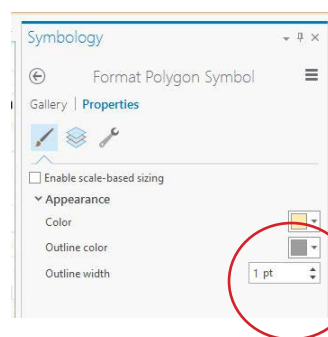 Symbology
Format Polygon Symbol
Gallery | Properties
Enable scale-based sizing
Appearance
Color
Outline color
Outline width 1 pt